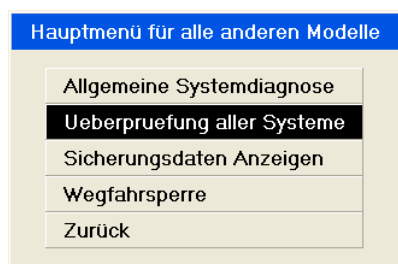 Hauptmenü für alle anderen Modelle
Allgemeine Systemdiagnose
Ueberpruefung aller Systeme
Sicherungsdaten Anzeigen
Wegfahrsperre
Zurück